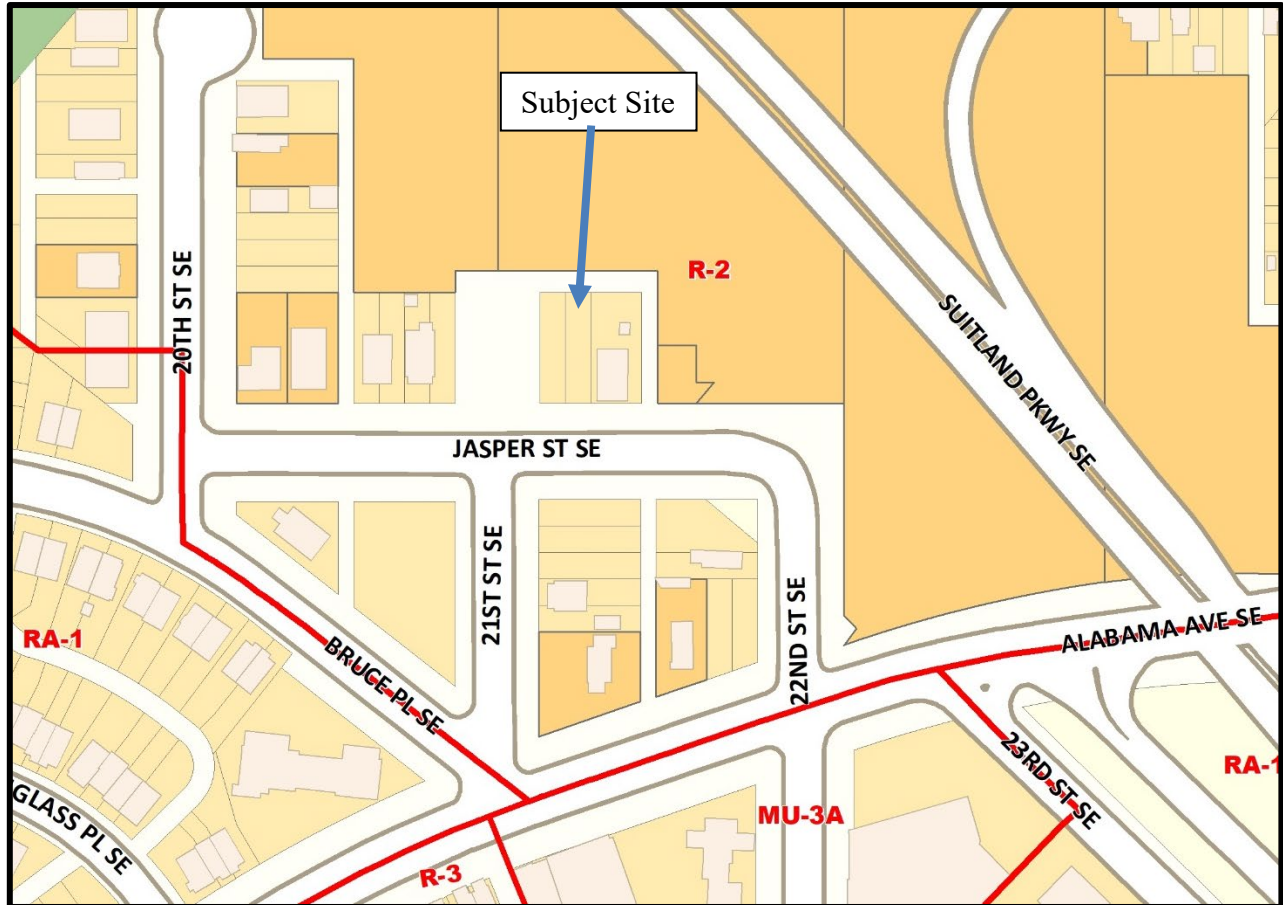 Subject Site
20TH ST SE
R-2
SUITLAND PKWY SE
JASPER ST SE
21ST ST SE
22ND ST SE
ALABAMA AVE SE
RA-1
BRUCE PL SE
23RD ST SE
RA-1
GLASS PL SE
MU-3A
R-3